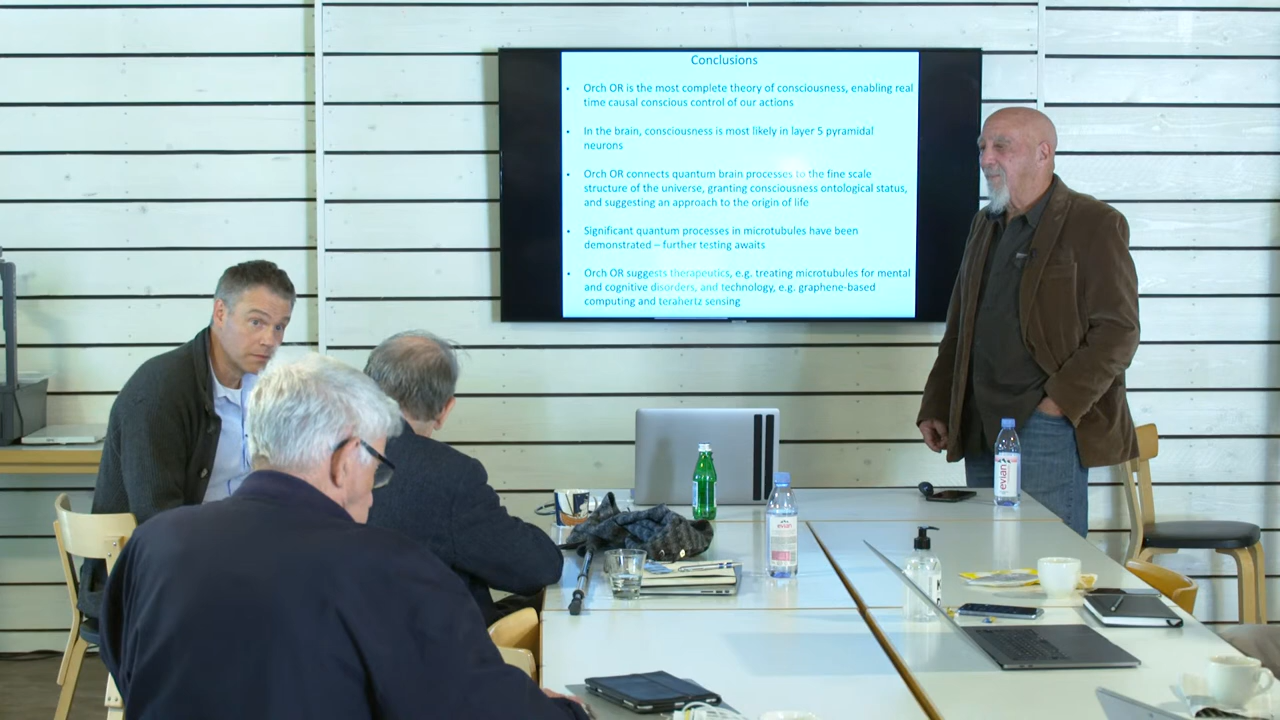 Conclusions
• Orch OR is the most complete theory of consciousness, enabling real
time causal conscious control of our actions
• In the brain, consciousness is most likely in layer 5 pyramidal
neurons
• Orch OR connects quantum brain processes to the fine scale
structure of the universe, granting consciousness ontological status,
and suggesting an approach to the origin of life
• Significant quantum processes in microtubules have been
demonstrated – further testing awaits
• Orch OR suggests therapeutics, e.g. treating microtubules for mental
and cognitive disorders, and technology, e.g. graphene-based
computing and terahertz sensing
evian
evian